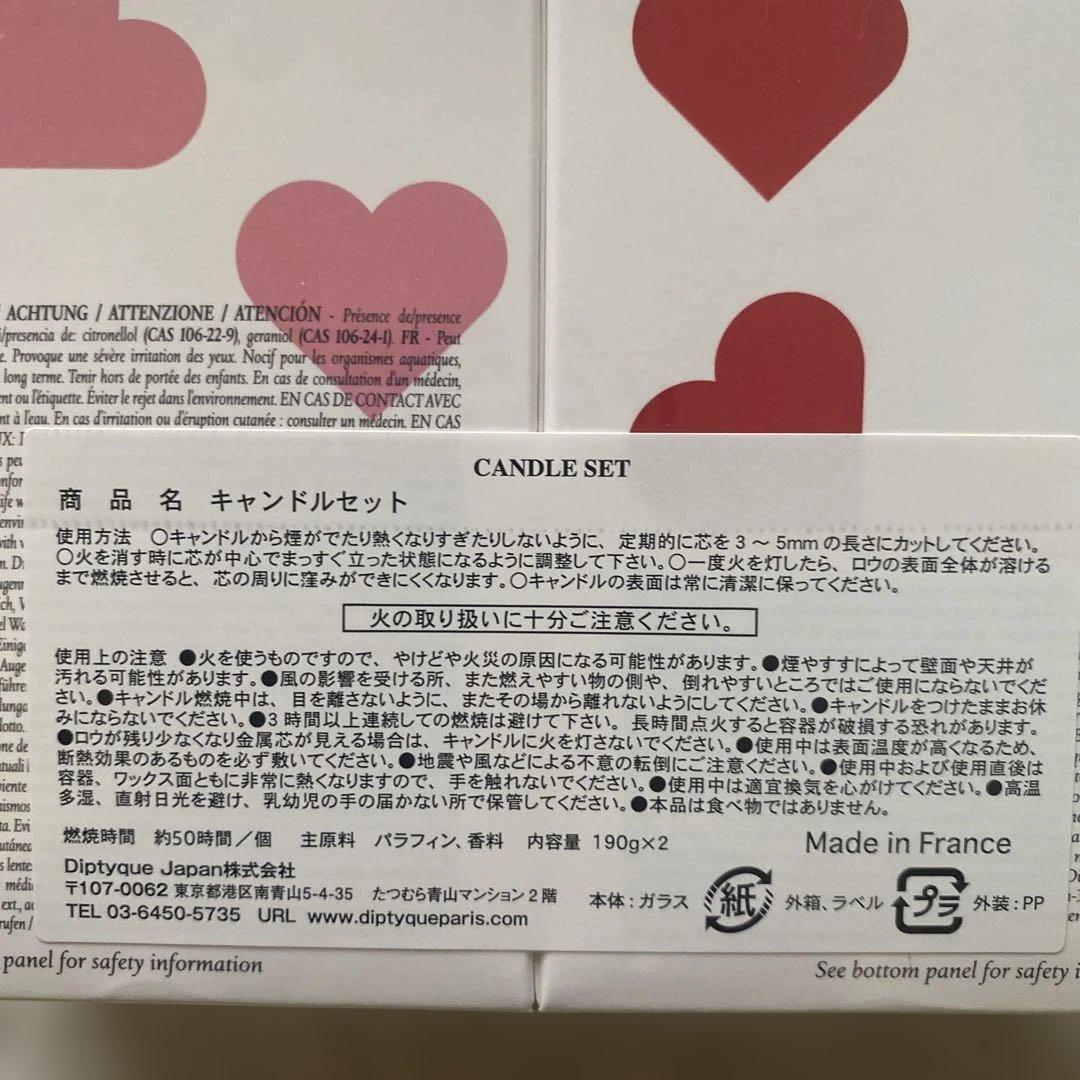 ACHTUNG / ATTENZIONE / ATENCIÓN - Présence de/presence
i/presencia de: citronellol (CAS 106-22-9), geraniol (CAS 106-24-1). FR - Peut
e. Provoque une sévère irritation des yeux. Nocif pour les organismes aquatiques,
long terme. Tenir hors de portée des enfants. En cas de consultation d'un médecin,
ent ou l'étiquette. Éviter le rejet dans l'environnement. EN CAS DE CONTACT AVEC
nt à l'eau. En cas d'irritation ou d'éruption cutanée : consulter un médecin. EN CAS
CANDLE SET
商品名 キャンドルセット
使用方法 〇キャンドルから煙がでたり熱くなりすぎたりしないように、定期的に芯を3～5mmの長さにカットしてください。
〇火を消す時に芯が中心でまっすぐ立った状態になるように調整して下さい。〇一度火を灯したら、ロウの表面全体が溶ける
まで燃焼させると、芯の周りに窪みができにくくなります。〇キャンドルの表面は常に清潔に保ってください。
火の取り扱いに十分ご注意ください。
使用上の注意 ●火を使うものですので、やけどや火災の原因になる可能性があります。●煙やすすによって壁面や天井が
汚れる可能性があります。●風の影響を受ける所、また燃えやすい物の側や、倒れやすいところではご使用にならないでくだ
さい。●キャンドル燃焼中は、目を離さないように、またその場から離れないようにしてください。●キャンドルをつけたままお休
みにならないでください。●3時間以上連続しての燃焼は避けて下さい。長時間点火すると容器が破損する恐れがあります。
●ロウが残り少なくなり金属芯が見える場合は、キャンドルに火を灯さないでください。●使用中は表面温度が高くなるため、
断熱効果のあるものを必ず敷いてください。●地震や風などによる不意の転倒にご注意ください。●使用中および使用直後は
容器、ワックス面ともに非常に熱くなりますので、手を触れないでください。●使用中は適宜換気を心がけてください。●高温
多湿、直射日光を避け、乳幼児の手の届かない所で保管してください。●本品は食べ物ではありません。
燃焼時間 約50時間／個 主原料 パラフィン、香料 内容量 190g×2 Made in France
Diptyque Japan株式会社
〒107-0062 東京都港区南青山5-4-35 たつむら青山マンション2階
TEL 03-6450-5735 URL www.diptyqueparis.com
本体：ガラス 紙 外箱、ラベル プラ 外装：PP
panel for safety information
See bottom panel for safety i